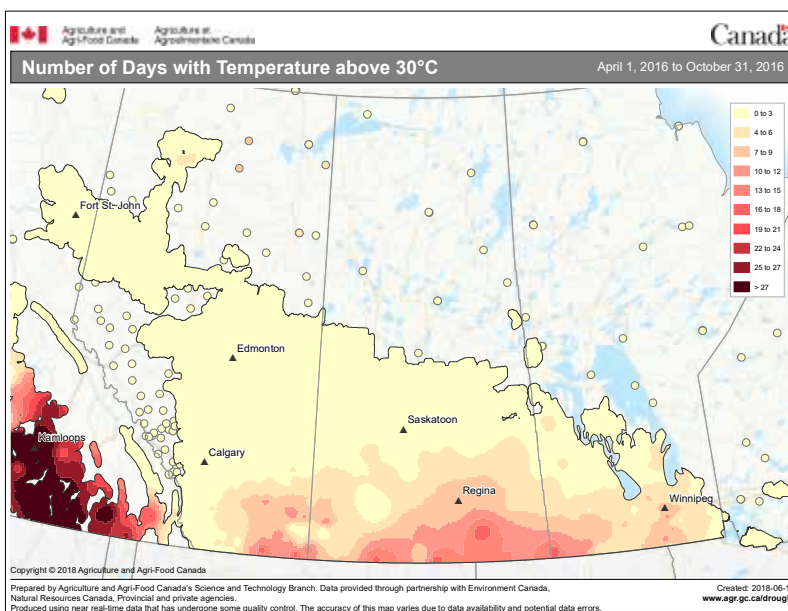 Agriculture and Agri-Food Canada
Agriculture et Agroalimentaire Canada
Canada
Number of Days with Temperature above 30°C
April 1, 2016 to October 31, 2016
0 to 3
4 to 6
7 to 9
10 to 12
13 to 15
16 to 18
19 to 21
22 to 24
25 to 27
> 27
Fort St. John
Edmonton
Saskatoon
Kamloops
Calgary
Regina
Winnipeg
Copyright © 2018 Agriculture and Agri-Food Canada
Prepared by Agriculture and Agri-Food Canada's Science and Technology Branch. Data provided through partnership with Environment Canada,
Natural Resources Canada, Provincial and private agencies.
Produced using near real-time data that has undergone some quality control. The accuracy of this map varies due to data availability and potential data errors.
Created: 2018-06-1
www.agr.gc.ca/drough